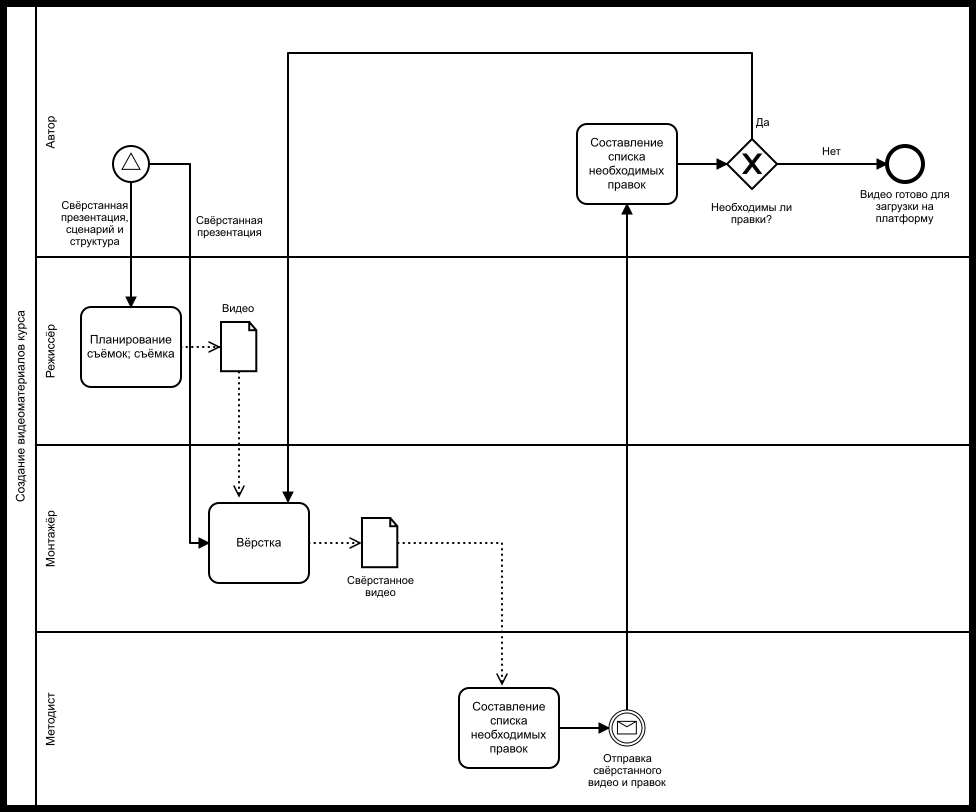 Создание видеоматериалов курса
Автор
Свёрстанная
презентация,
сценарий и
структура
Свёрстанная
презентация
Составление
списка
необходимых
правок
Да
Необходимы ли
правки?
Нет
Видео готово для
загрузки на
платформу
Режиссёр
Планирование
съёмок; съёмка
Видео
Монтажёр
Вёрстка
Свёрстанное
видео
Методист
Составление
списка
необходимых
правок
Отправка
свёрстанного
видео и правок